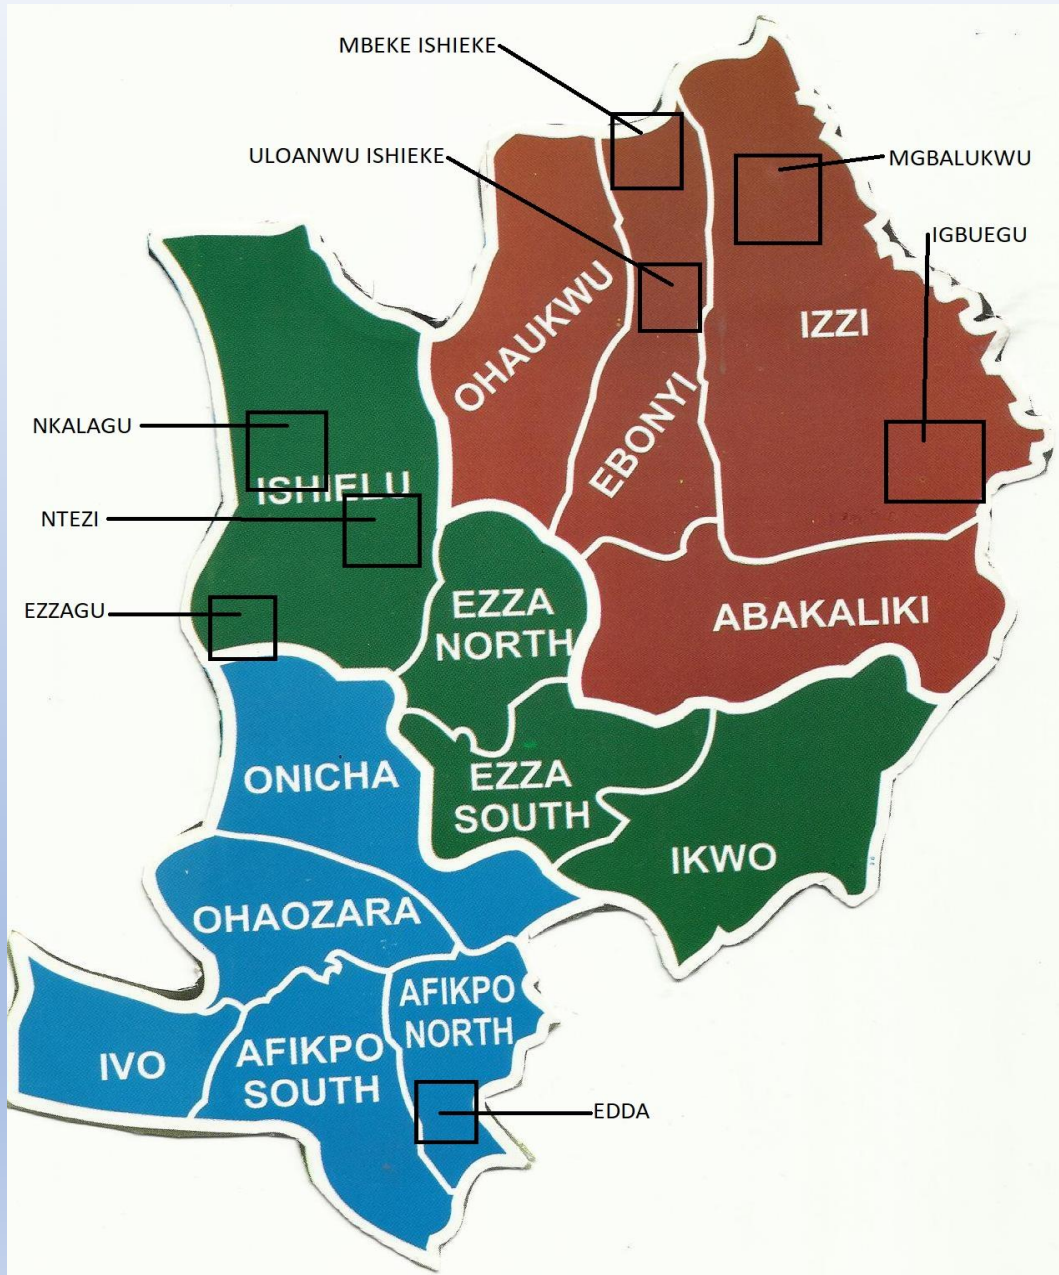 MBEKE ISHIEKE
ULOANWU ISHIEKE
MGBALUKWU
IGBUEGU
OHAUKWU
IZZI
EBONYI
NKALAGU
ISHIELU
NTEZI
EZZAGU
EZZA
NORTH
ABAKALIKI
ONICHA
EZZA
SOUTH
IKWO
OHAOZARA
AFIKPO
NORTH
IVO
AFIKPO
SOUTH
EDDA